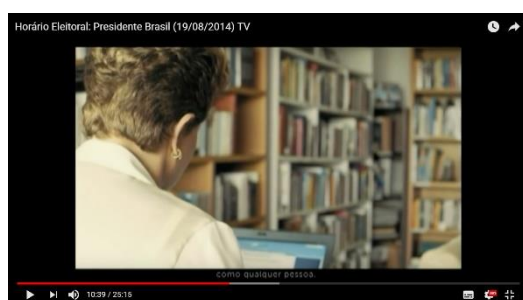 Horário Eleitoral: Presidente Brasil (19/08/2014) TV
como qualquer pessoa.
10:39 / 25:15